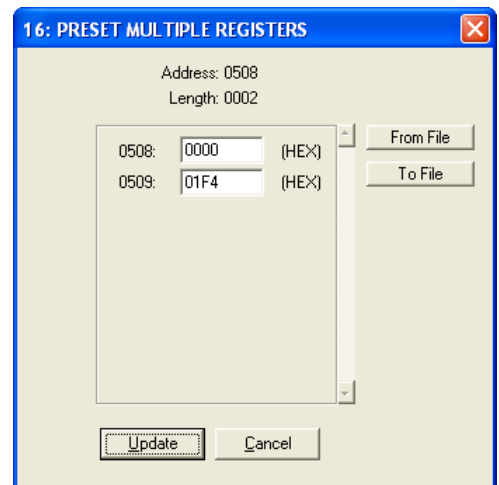 16: PRESET MULTIPLE REGISTERS
Address: 0508
Length: 0002
0508: 0000 (HEX)
From File
0509: 01F4 (HEX)
To File
Update Cancel